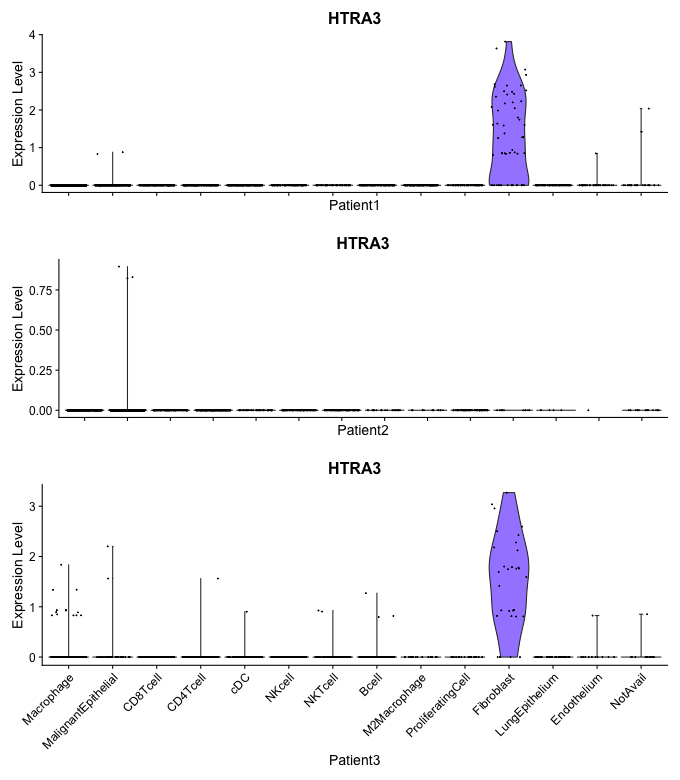 HTRA3
Expression Level
4
3
2
1
0
Patient1
HTRA3
Expression Level
0.75
0.50
0.25
0.00
Patient2
HTRA3
Expression Level
3
2
1
0
Macrophage
MalignantEpithelial
CD8Tcell
CD4Tcell
cDC
NKcell
NKTcell
Bcell
M2Macrophage
ProliferatingCell
Fibroblast
LungEpithelium
Endothelium
NotAvail
Patient3